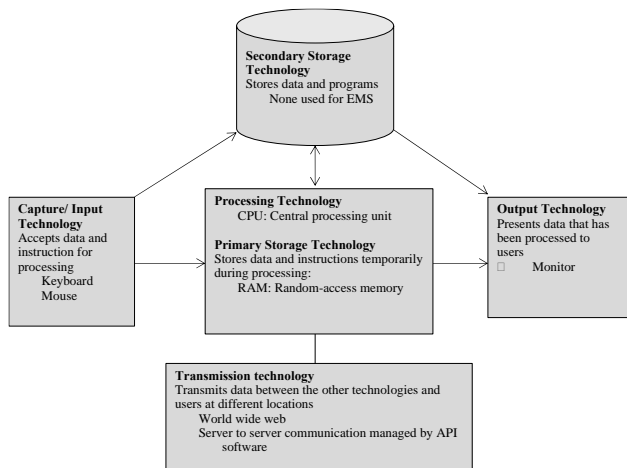 Secondary Storage
Technology
Stores data and programs
None used for EMS
Capture/ Input
Technology
Accepts data and
instruction for
processing
Keyboard
Mouse
Processing Technology
CPU: Central processing unit
Primary Storage Technology
Stores data and instructions temporarily
during processing:
RAM: Random-access memory
Output Technology
Presents data that has
been processed to
users
Monitor
Transmission technology
Transmits data between the other technologies and
users at different locations
World wide web
Server to server communication managed by API
software